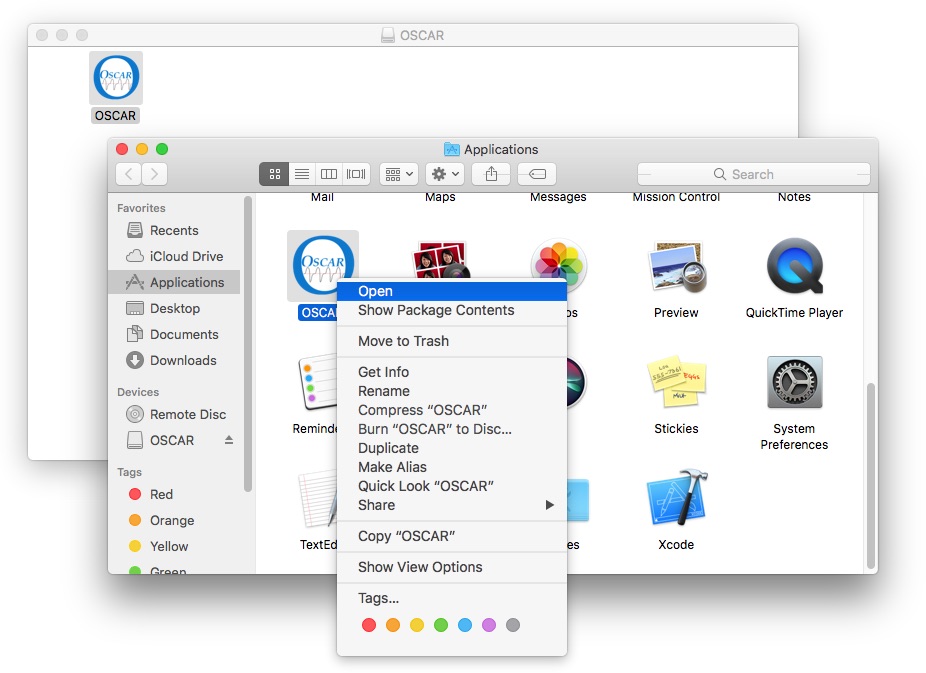 OSCAR
OSCAR
OSCAR
Applications
Search
Favorites
Recents
iCloud Drive
Applications
Desktop
Documents
Downloads
Devices
Remote Disc
OSCAR
Tags
Red
Orange
Yellow
Green
Mail
Maps
Messages
Mission Control
Notes
OSCAR
OSCA
os
Preview
QuickTime Player
Reminde
Stickies
System
Preferences
TextEd
es
Xcode
Open
Show Package Contents
Move to Trash
Get Info
Rename
Compress “OSCAR”
Burn “OSCAR” to Disc...
Duplicate
Make Alias
Quick Look “OSCAR”
Share
Copy “OSCAR”
Show View Options
Tags...